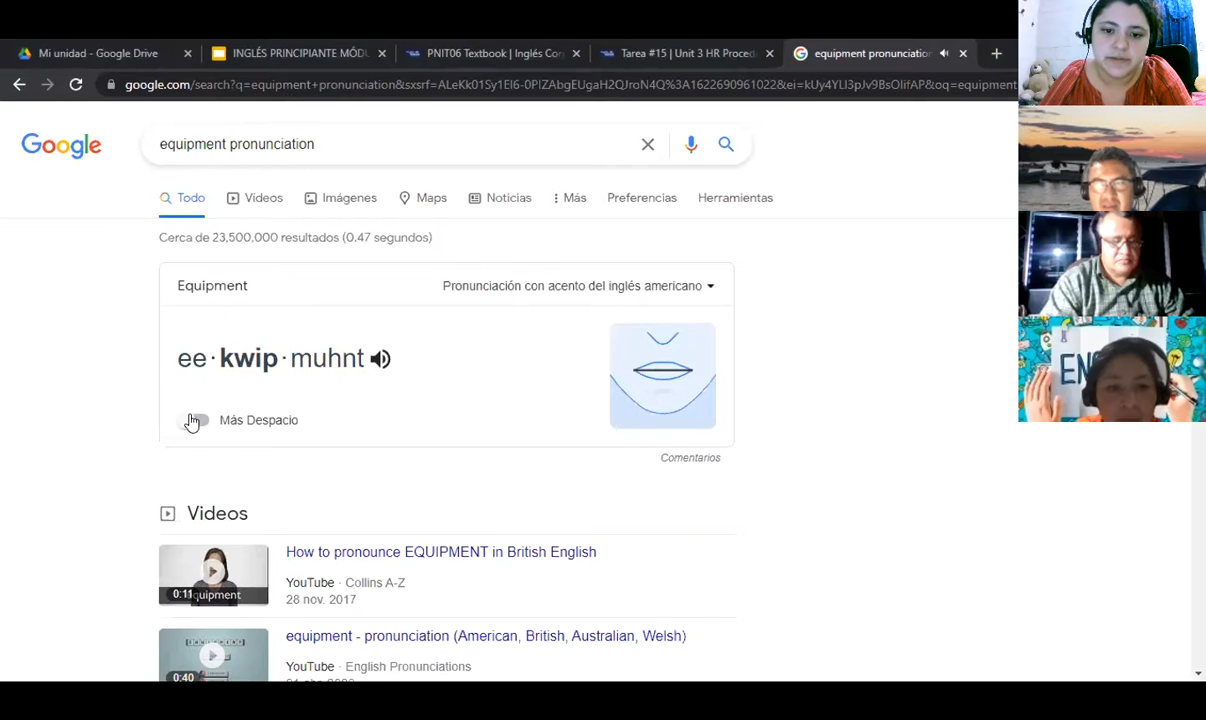 Mi unidad - Google Drive
INGLÉS PRINCIPIANTE MÓDU
PNIT06 Textbook | Inglés Cor
Tarea #15 | Unit 3 HR Proced
equipment pronunciation
google.com/search?q=equipment+pronunciation&sxsrf=ALeKk01Sy1El6-0PlZAbgEUgaH2QJroN4Q%3A1622690961022&ei=kUy4YLI3pJv9BsOIifAP&oq=equipment
Google
equipment pronunciation
Todo
Videos
Imágenes
Maps
Noticias
Más
Preferencias
Herramientas
Cerca de 23,500,000 resultados (0.47 segundos)
Equipment
Pronunciación con acento del inglés americano
ee·kwip·muhnt
Más Despacio
Comentarios
Videos
How to pronounce EQUIPMENT in British English
YouTube · Collins A-Z
28 nov. 2017
0:11
quipment
equipment - pronunciation (American, British, Australian, Welsh)
YouTube · English Pronunciations
0:40